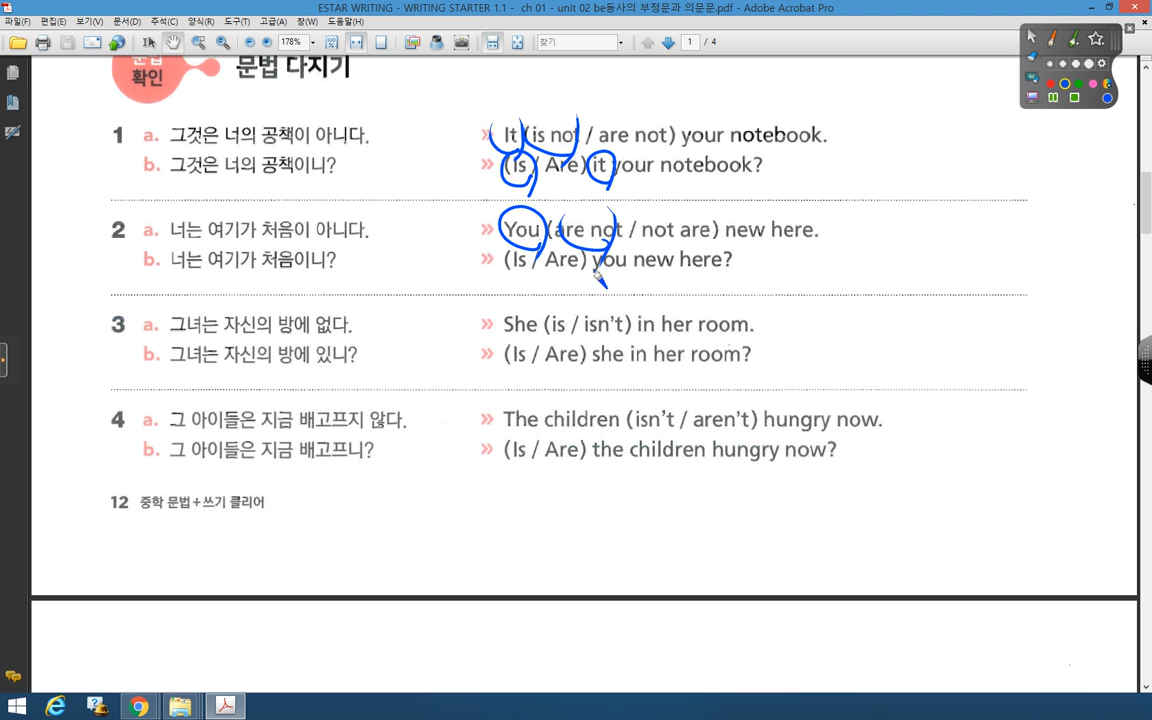 ESTAR WRITING - WRITING STARTER 1.1 - ch 01 - unit 02 be동사의 부정문과 의문문.pdf - Adobe Acrobat Pro
파일(F) 편집(E) 보기(V) 문서(D) 주석(C) 양식(R) 도구(T) 고급(A) 창(W) 도움말(H)
178% 찾기 1 / 4
문법
확인 문법 다지기
1 a. 그것은 너의 공책이 아니다. » It (is not / are not) your notebook.
b. 그것은 너의 공책이니? » (Is / Are) it your notebook?
2 a. 너는 여기가 처음이 아니다. » You (are not / not are) new here.
b. 너는 여기가 처음이니? » (Is / Are) you new here?
3 a. 그녀는 자신의 방에 없다. » She (is / isn't) in her room.
b. 그녀는 자신의 방에 있니? » (Is / Are) she in her room?
4 a. 그 아이들은 지금 배고프지 않다. » The children (isn't / aren't) hungry now.
b. 그 아이들은 지금 배고프니? » (Is / Are) the children hungry now?
12 중학 문법+쓰기 클리어